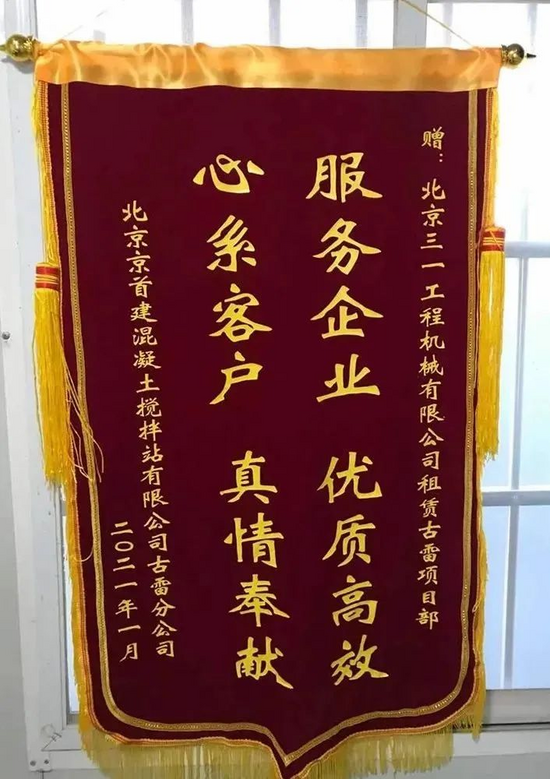 赠：北京三一工程机械有限公司租赁古雷项目部
服务企业 优质高效
心系客户 真情奉献
北京京首建混凝土搅拌站有限公司古雷分公司
二〇二一年一月